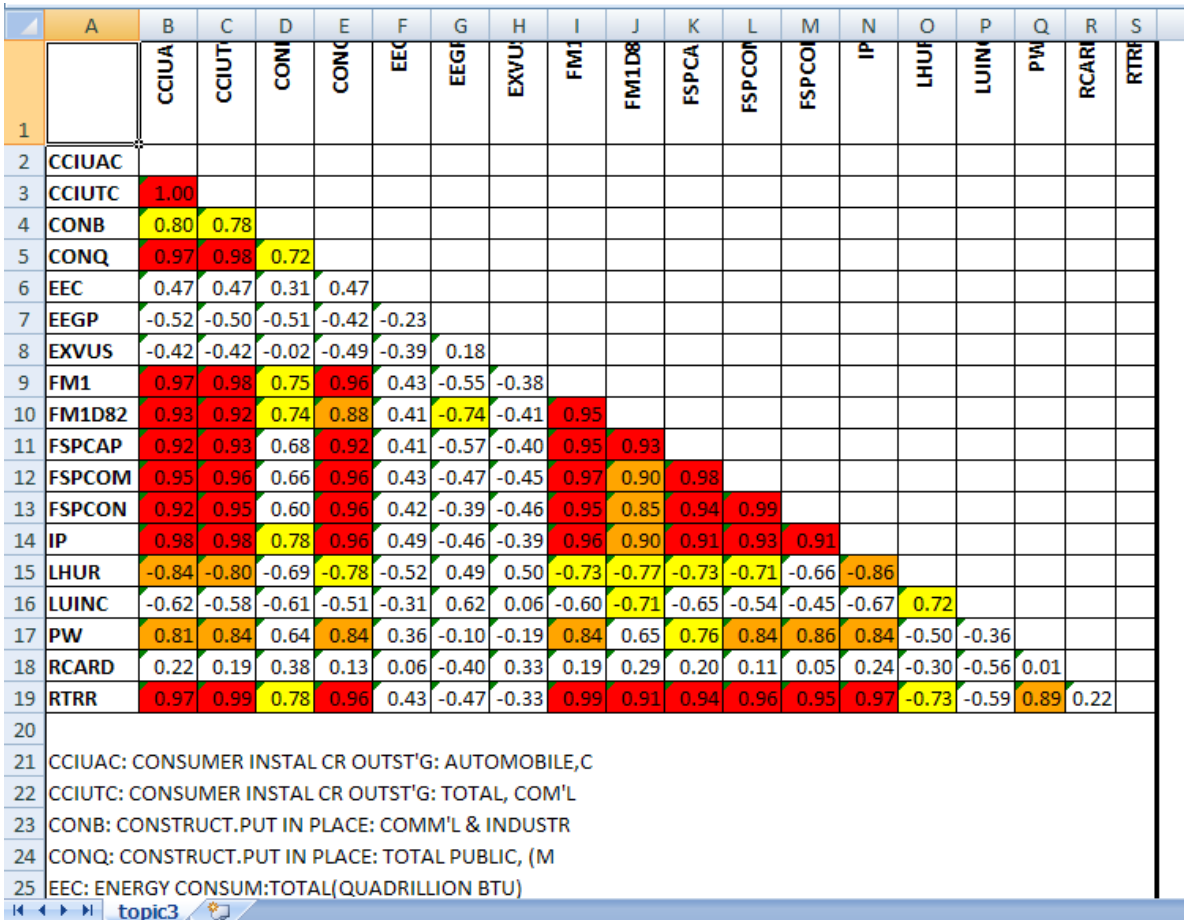 A B C D E F G H I J K L M N O P Q R S
1 CCIUA CCIUT CON CON EE EEGP EXVUS FM1 FM1D8 FSPCA FSPCON FSPCO IP LHUR LUIN PW RCARD RTRR
2 CCIUAC
3 CCIUTC 1.00
4 CONB 0.80 0.78
5 CONQ 0.97 0.98 0.72
6 EEC 0.47 0.47 0.31 0.47
7 EEGP -0.52 -0.50 -0.51 -0.42 -0.23
8 EXVUS -0.42 -0.42 -0.02 -0.49 -0.39 0.18
9 FM1 0.97 0.98 0.75 0.96 0.43 -0.55 -0.38
10 FM1D82 0.93 0.92 0.74 0.88 0.41 -0.74 -0.41 0.95
11 FSPCAP 0.92 0.93 0.68 0.92 0.41 -0.57 -0.40 0.95 0.93
12 FSPCOM 0.95 0.96 0.66 0.96 0.43 -0.47 -0.45 0.97 0.90 0.98
13 FSPCON 0.92 0.95 0.60 0.96 0.42 -0.39 -0.46 0.95 0.85 0.94 0.99
14 IP 0.98 0.98 0.78 0.96 0.49 -0.46 -0.39 0.96 0.90 0.91 0.93 0.91
15 LHUR -0.84 -0.80 -0.69 -0.78 -0.52 0.49 0.50 -0.73 -0.77 -0.73 -0.71 -0.66 -0.86
16 LUINC -0.62 -0.58 -0.61 -0.51 -0.31 0.62 0.06 -0.60 -0.71 -0.65 -0.54 -0.45 -0.67 0.72
17 PW 0.81 0.84 0.64 0.84 0.36 -0.10 -0.19 0.84 0.65 0.76 0.84 0.86 0.84 -0.50 -0.36
18 RCARD 0.22 0.19 0.38 0.13 0.06 -0.40 0.33 0.19 0.29 0.20 0.11 0.05 0.24 -0.30 -0.56 0.01
19 RTRR 0.97 0.99 0.78 0.96 0.43 -0.47 -0.33 0.99 0.91 0.94 0.96 0.95 0.97 -0.73 -0.59 0.89 0.22
20
21 CCIUAC: CONSUMER INSTAL CR OUTST'G: AUTOMOBILE,C
22 CCIUTC: CONSUMER INSTAL CR OUTST'G: TOTAL, COM'L
23 CONB: CONSTRUCT.PUT IN PLACE: COMM'L & INDUSTR
24 CONQ: CONSTRUCT.PUT IN PLACE: TOTAL PUBLIC, (M
25 EEC: ENERGY CONSUM:TOTAL(QUADRILLION BTU)
topic3